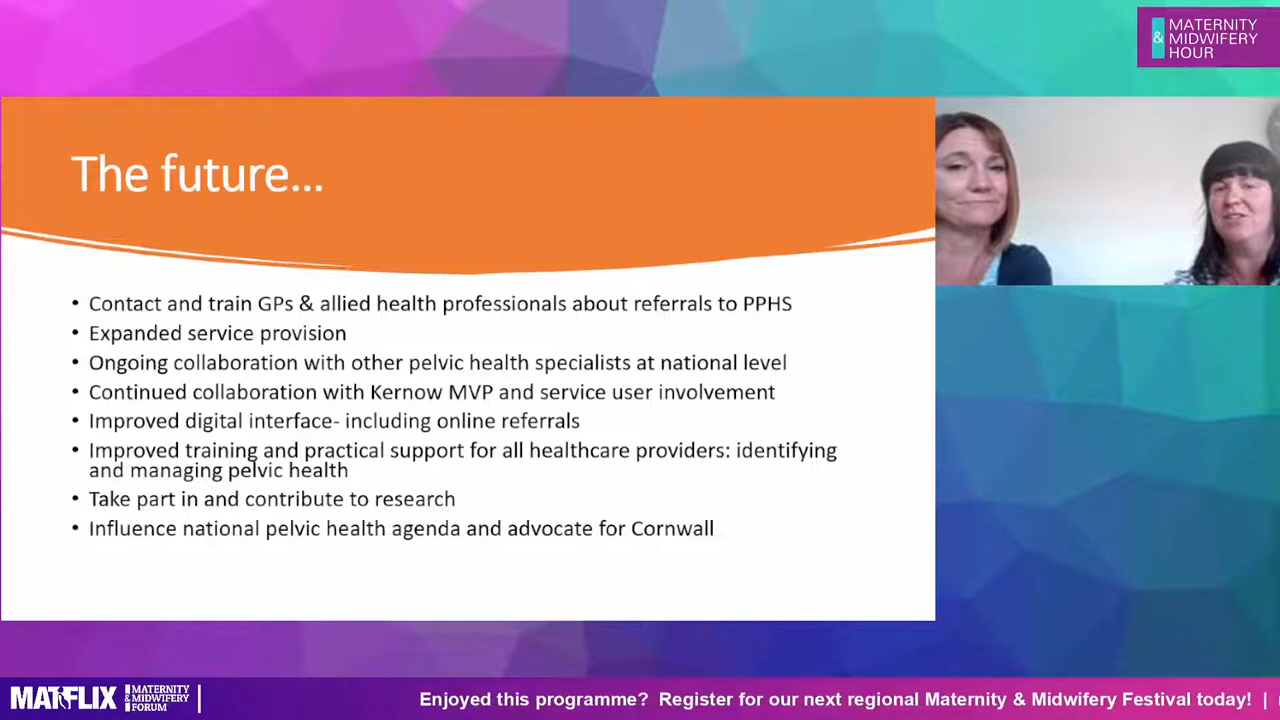 MATERNITY
& MIDWIFERY
HOUR
The future...
• Contact and train GPs & allied health professionals about referrals to PPHS
• Expanded service provision
• Ongoing collaboration with other pelvic health specialists at national level
• Continued collaboration with Kernow MVP and service user involvement
• Improved digital interface- including online referrals
• Improved training and practical support for all healthcare providers: identifying
and managing pelvic health
• Take part in and contribute to research
• Influence national pelvic health agenda and advocate for Cornwall
MATFLIX
MATERNITY
& MIDWIFERY
FORUM
Enjoyed this programme? Register for our next regional Maternity & Midwifery Festival today! |